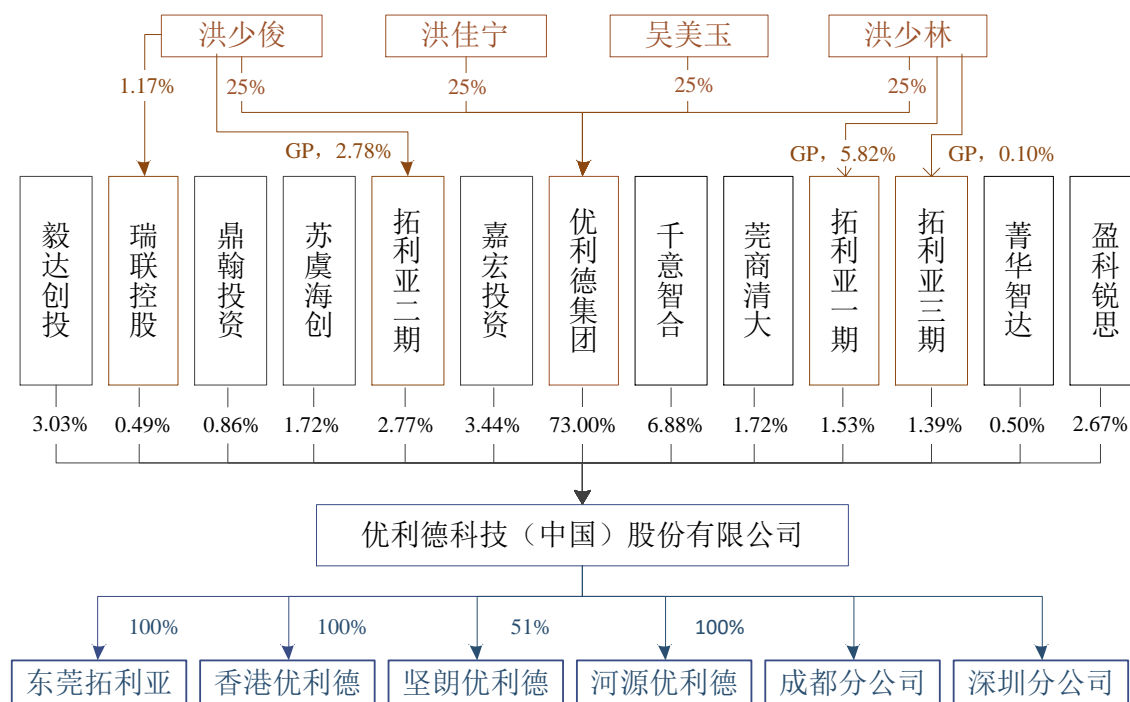 洪少俊 洪佳宁 吴美玉 洪少林
1.17% 25% 25% 25% 25%
GP，2.78% GP，5.82% GP，0.10%
毅达创投
瑞联控股
鼎翰投资
苏虞海创
拓利亚二期
嘉宏投资
优利德集团
千意智合
莞商清大
拓利亚一期
拓利亚三期
菁华智达
盈科锐思
3.03% 0.49% 0.86% 1.72% 2.77% 3.44% 73.00% 6.88% 1.72% 1.53% 1.39% 0.50% 2.67%
优利德科技（中国）股份有限公司
100% 100% 51% 100%
东莞拓利亚 香港优利德 坚朗优利德 河源优利德 成都分公司 深圳分公司